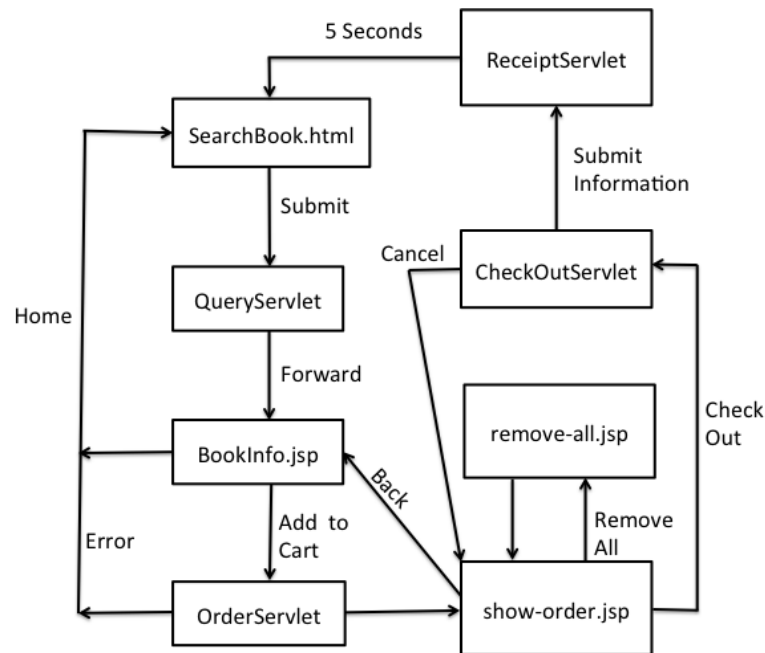 5 Seconds
ReceiptServlet
SearchBook.html
Submit
Information
Submit
Cancel
CheckOutServlet
QueryServlet
Home
Forward
Check
Out
remove-all.jsp
BookInfo.jsp
Back
Add to
Cart
Remove
All
Error
OrderServlet
show-order.jsp